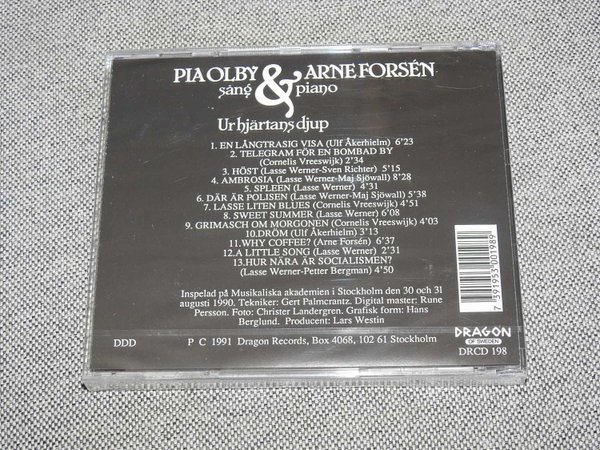 PIA OLBY & ARNE FORSÉN
sång piano
Ur hjärtans djup
1. EN LÅNGTRASIG VISA (Ulf Åkerhielm) 6'23
2. TELEGRAM FÖR EN BOMBAD BY
(Cornelis Vreeswijk) 2'34
3. HÖST (Lasse Werner-Sven Richter) 5'15
4. AMBROSIA (Lasse Werner-Maj Sjöwall) 8'28
5. SPLEEN (Lasse Werner) 4'31
6. DÄR ÄR POLISEN (Lasse Werner-Maj Sjöwall) 5'38
7. LASSE LITEN BLUES (Cornelis Vreeswijk) 4'51
8. SWEET SUMMER (Lasse Werner) 6'08
9. GRIMASCH OM MORGONEN (Cornelis Vreeswijk) 4'03
10. DRÖM (Ulf Åkerhielm) 3'13
11. WHY COFFEE? (Arne Forsén) 6'37
12. A LITTLE SONG (Lasse Werner) 2'31
13. HUR NÄRA ÄR SOCIALISMEN?
(Lasse Werner-Petter Bergman) 4'50
Inspelad på Musikaliska akademien i Stockholm den 30 och 31
augusti 1990. Tekniker: Gert Palmcrantz. Digital master: Rune
Persson. Foto: Christer Landergren. Grafisk form: Hans
Berglund. Producent: Lars Westin
7 391953 001989
DRAGON
OF SWEDEN
DDD P C 1991 Dragon Records, Box 4068, 102 61 Stockholm DRCD 198